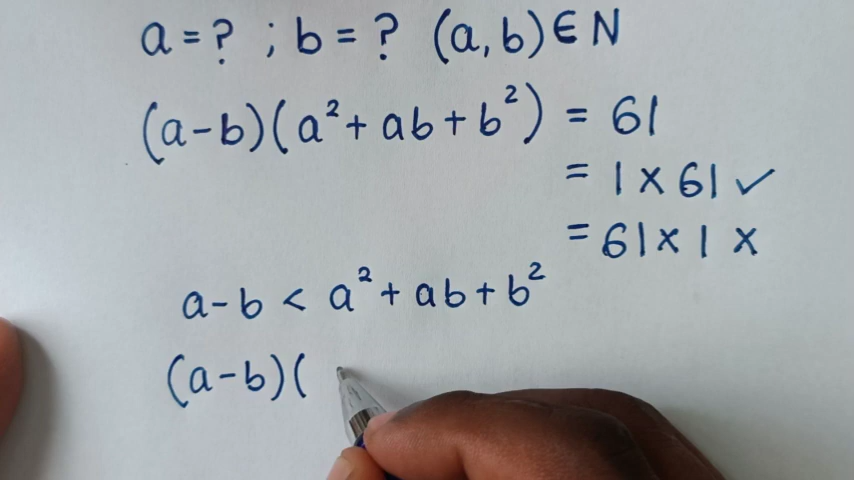 a = ? ; b = ? (a, b) ∈ N
(a-b)(a²+ ab + b²) = 61
= 1 × 61 ✓
= 61 × 1 ×
a-b < a² + ab + b²
(a-b)(